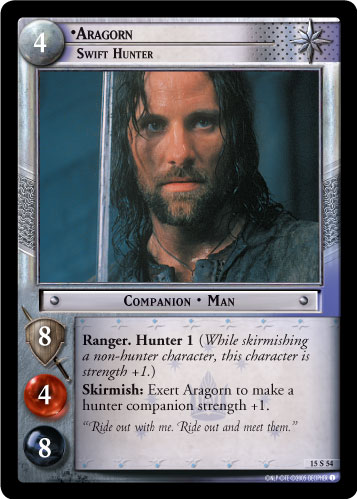 4
•Aragorn
Swift Hunter
Companion • Man
8
Ranger. Hunter 1 (While skirmishing
a non-hunter character, this character is
strength +1.)
4
Skirmish: Exert Aragorn to make a
hunter companion strength +1.
8
“‘Ride out with me. Ride out and meet them.”
15 S 54